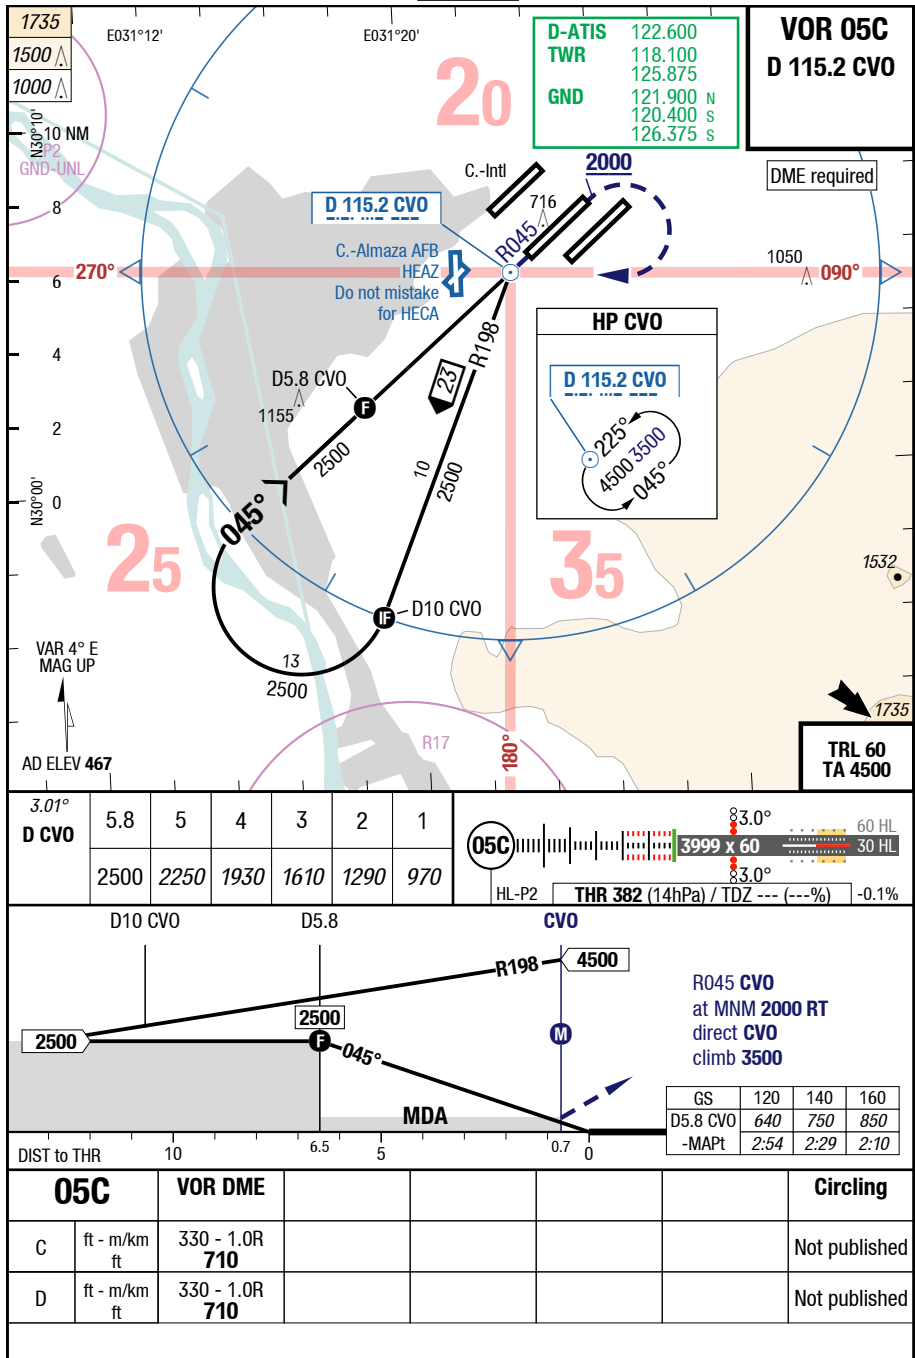 1735
1500
1000
E031°12'
E031°20'
D-ATIS 122.600
TWR 118.100
125.875
GND 121.900 N
120.400 S
126.375 S
VOR 05C
D 115.2 CVO
20
N30°10'
10 NM
P2
GND-UNL
C.-Intl
2000
DME required
8
D 115.2 CVO
716
R045
C.-Almaza AFB
HEAZ
Do not mistake
for HECA
1050
270°
090°
6
HP CVO
R198
4
D5.8 CVO
23
D 115.2 CVO
F
1155
225°
4500 3500
045°
2
2500
10
2500
N30°00'
0
045°
25
35
1532
IF
D10 CVO
VAR 4° E
MAG UP
13
2500
1735
R17
180°
AD ELEV 467
TRL 60
TA 4500
3.01°
D CVO
5.8 5 4 3 2 1
2500 2250 1930 1610 1290 970
05C
3.0°
3999 x 60
60 HL
30 HL
3.0°
HL-P2
THR 382 (14hPa) / TDZ --- (---%)
-0.1%
D10 CVO
D5.8
CVO
R198
4500
2500
2500
F
045°
M
R045 CVO
at MNM 2000 RT
direct CVO
climb 3500
MDA
GS 120 140 160
D5.8 CVO 640 750 850
-MAPt 2:54 2:29 2:10
DIST to THR
10
6.5
5
0.7
0
05C VOR DME Circling
C ft - m/km 330 - 1.0R Not published
ft 710
D ft - m/km 330 - 1.0R Not published
ft 710